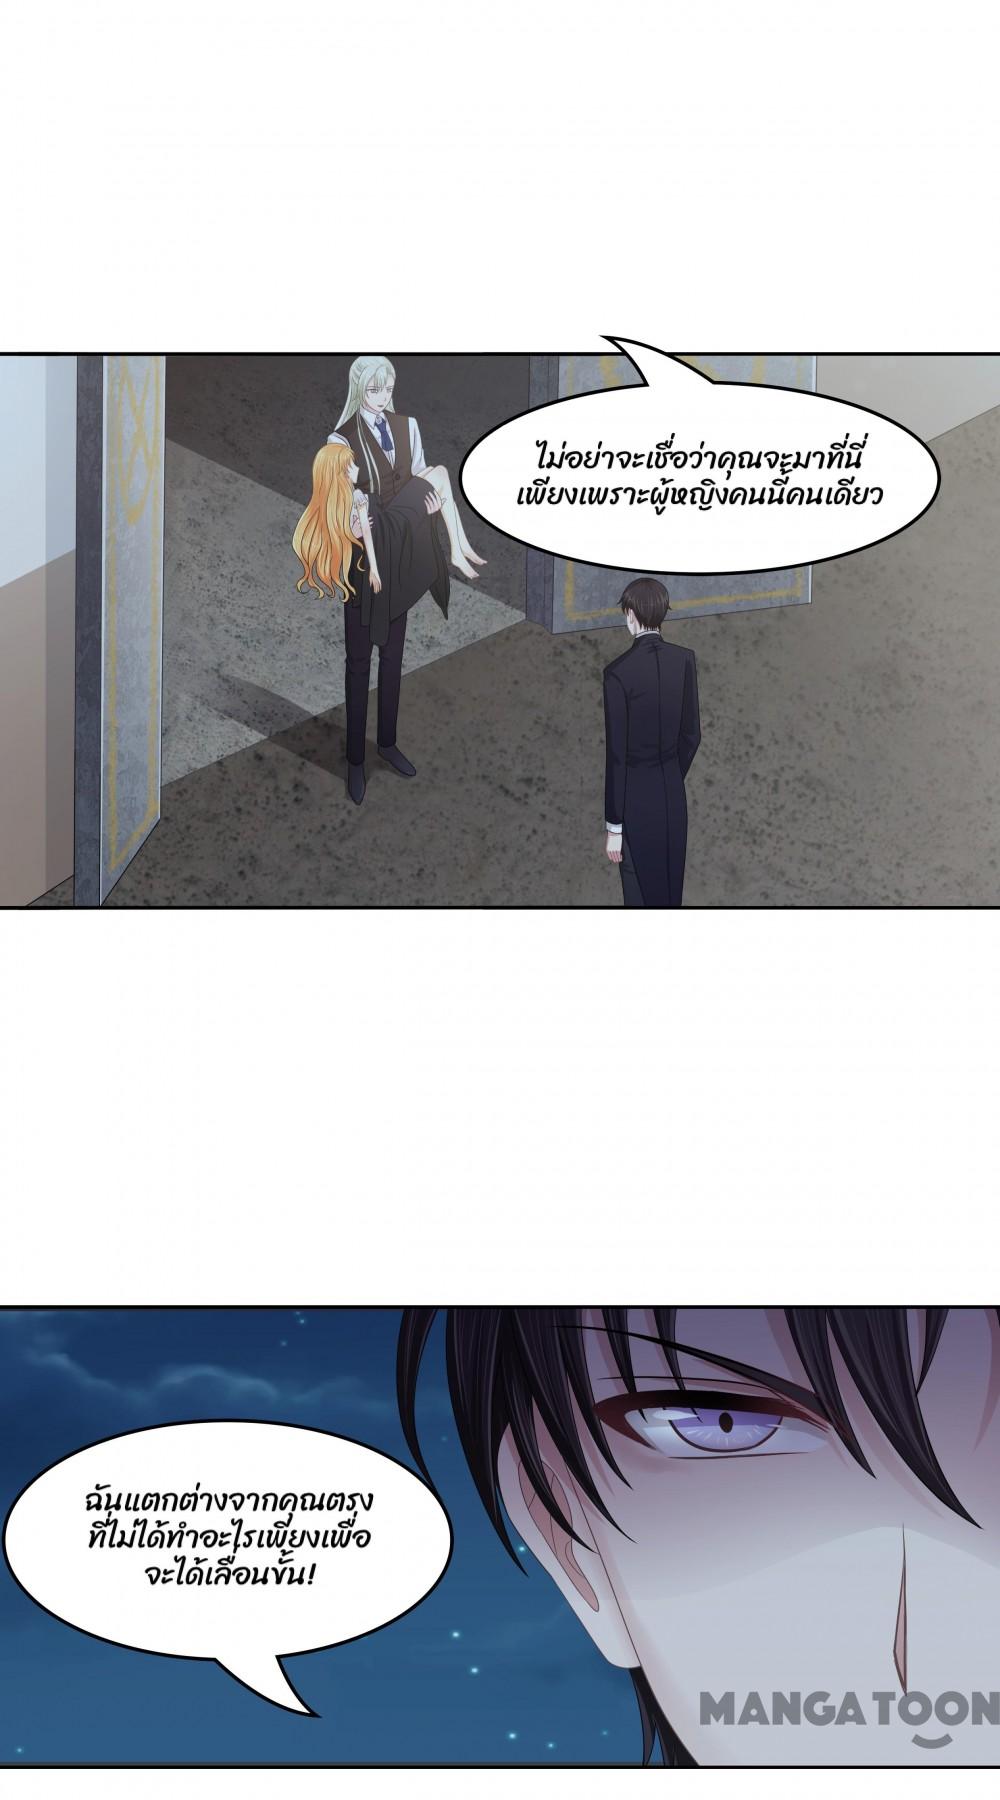 ไม่อย่าจะเชื่อว่าคุณจะมาที่นี่
เพียงเพราะผู้หญิงคนนี้คนเดียว
ฉันแตกต่างจากคุณตรง
ที่ไม่ได้ทำอะไรเพียงเพื่อ
จะได้เลื่อนขั้น!
MANGATOON